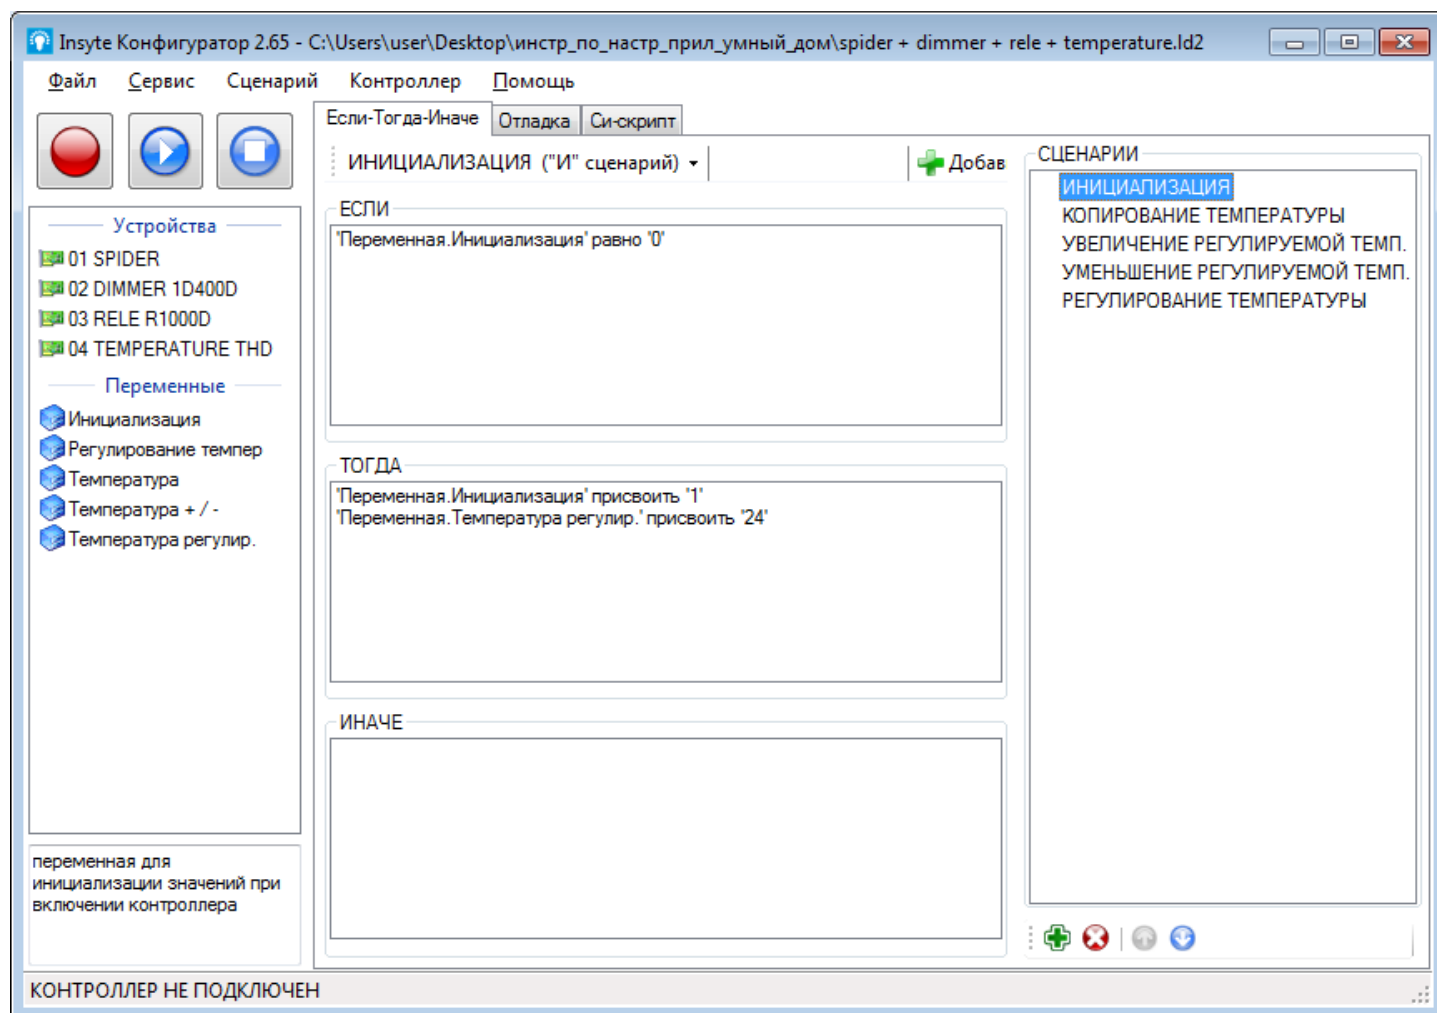 Insyte Конфигуратор 2.65 - C:\Users\user\Desktop\инстр_по_настр_прил_умный_дом\spider + dimmer + rele + temperature.ld2
Файл Сервис Сценарий Контроллер Помощь
Если-Тогда-Иначе Отладка Си-скрипт
ИНИЦИАЛИЗАЦИЯ ("И" сценарий) Добав
СЦЕНАРИИ
ИНИЦИАЛИЗАЦИЯ
КОПИРОВАНИЕ ТЕМПЕРАТУРЫ
УВЕЛИЧЕНИЕ РЕГУЛИРУЕМОЙ ТЕМП.
УМЕНЬШЕНИЕ РЕГУЛИРУЕМОЙ ТЕМП.
РЕГУЛИРОВАНИЕ ТЕМПЕРАТУРЫ
Устройства
01 SPIDER
02 DIMMER 1D400D
03 RELE R1000D
04 TEMPERATURE THD
Переменные
Инициализация
Регулирование темпер
Температура
Температура + / -
Температура регулир.
ЕСЛИ
'Переменная.Инициализация' равно '0'
ТОГДА
'Переменная.Инициализация' присвоить '1'
'Переменная.Температура регулир.' присвоить '24'
ИНАЧЕ
переменная для
инициализации значений при
включении контроллера
КОНТРОЛЛЕР НЕ ПОДКЛЮЧЕН